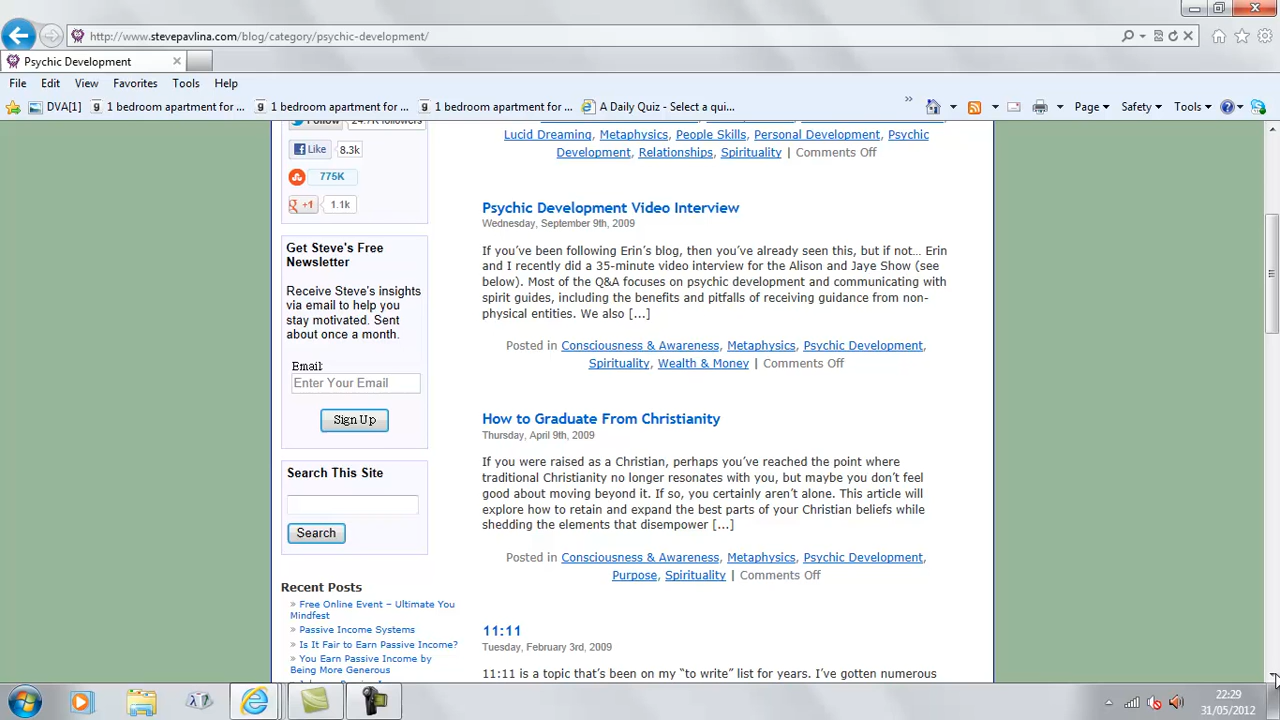 http://www.stevepavlina.com/blog/category/psychic-development/
Psychic Development
File Edit View Favorites Tools Help
DVA[1] 1 bedroom apartment for ... 1 bedroom apartment for ... 1 bedroom apartment for ... A Daily Quiz - Select a qui... » Page Safety Tools
Follow 24.7K followers
Like 8.3k
775K
+1 1.1k
Get Steve's Free
Newsletter
Receive Steve's insights
via email to help you
stay motivated. Sent
about once a month.
Email:
Enter Your Email
Sign Up
Search This Site
Search
Recent Posts
» Free Online Event – Ultimate You
Mindfest
» Passive Income Systems
» Is It Fair to Earn Passive Income?
» You Earn Passive Income by
Being More Generous
Lucid Dreaming, Metaphysics, People Skills, Personal Development, Psychic
Development, Relationships, Spirituality | Comments Off
Psychic Development Video Interview
Wednesday, September 9th, 2009
If you've been following Erin's blog, then you've already seen this, but if not… Erin
and I recently did a 35-minute video interview for the Alison and Jaye Show (see
below). Most of the Q&A focuses on psychic development and communicating with
spirit guides, including the benefits and pitfalls of receiving guidance from non-
physical entities. We also [...]
Posted in Consciousness & Awareness, Metaphysics, Psychic Development,
Spirituality, Wealth & Money | Comments Off
How to Graduate From Christianity
Thursday, April 9th, 2009
If you were raised as a Christian, perhaps you've reached the point where
traditional Christianity no longer resonates with you, but maybe you don't feel
good about moving beyond it. If so, you certainly aren't alone. This article will
explore how to retain and expand the best parts of your Christian beliefs while
shedding the elements that disempower [...]
Posted in Consciousness & Awareness, Metaphysics, Psychic Development,
Purpose, Spirituality | Comments Off
11:11
Tuesday, February 3rd, 2009
11:11 is a topic that's been on my "to write" list for years. I've gotten numerous
22:29
31/05/2012